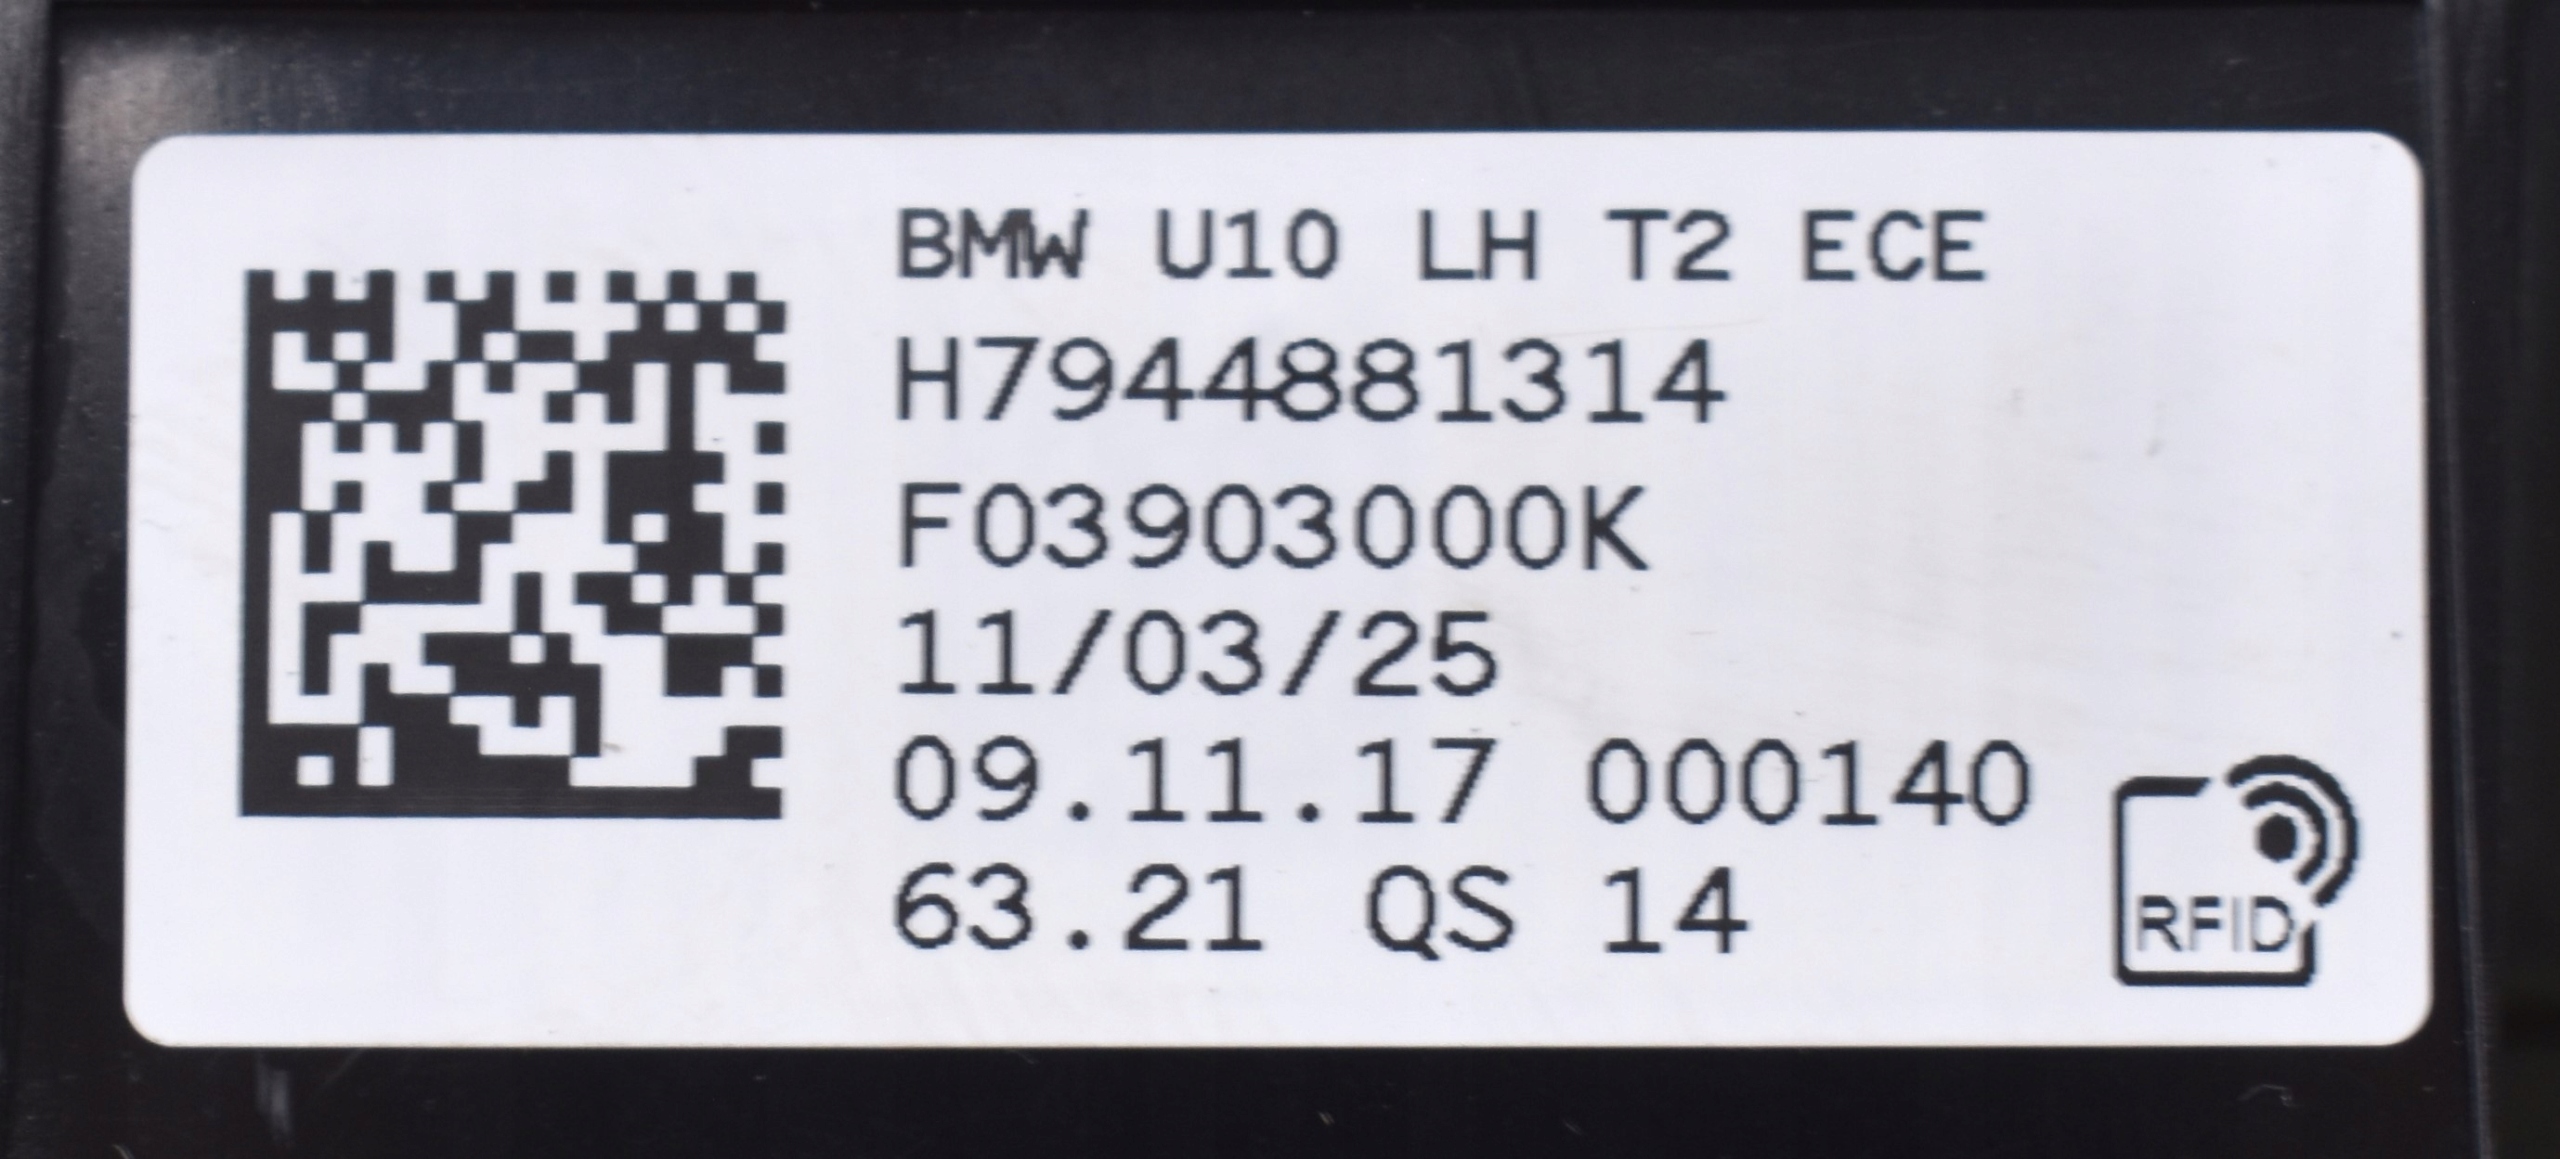 BMW U10 LH T2 ECE
H7944881314
F03903000K
11/03/25
09.11.17 000140
63.21 QS 14
RFID